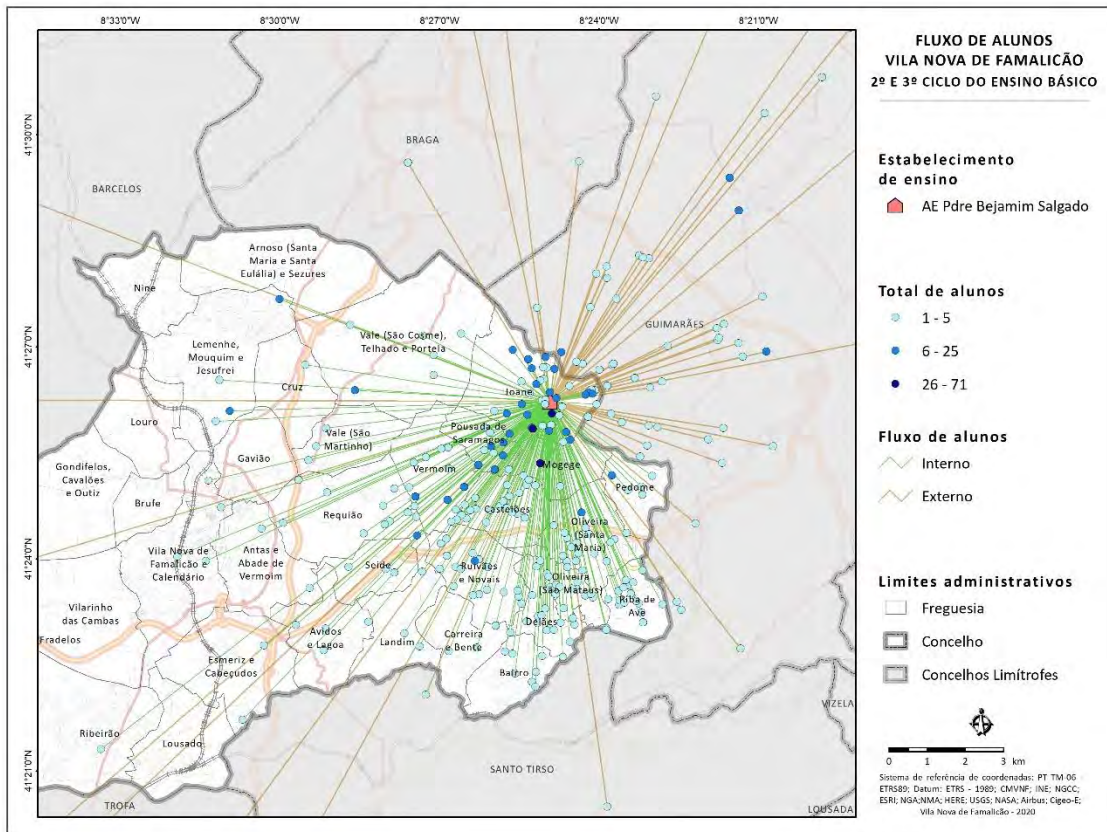 8°33'0"W
8°30'0"W
8°27'0"W
8°24'0"W
8°21'0"W
41°30'0"N
41°27'0"N
41°24'0"N
41°21'0"N
BRAGA
BARCELOS
GUIMARÃES
VIZELA
LOUSADA
SANTO TIRSO
TROFA
Arnoso (Santa
Maria e Santa
Eulália) e Sezures
Nine
Lemenhe,
Mouquim e
Jesufrei
Vale (São Cosme),
Telhado e Portela
Cruz
Joane
Louro
Vale (São
Martinho)
Pousada de
Saramagos
Gavião
Vermoim
Mogege
Gondifelos,
Cavalões
e Outiz
Pedome
Brufe
Requião
Castelões
Oliveira
(Santa
Maria)
Vila Nova de
Famalicão e
Calendário
Antas e
Abade de
Vermoim
Seide
Ruivães
e Novais
Oliveira
(São Mateus)
Riba de
Ave
Vilarinho
das Cambas
Delães
Fradelos
Avidos
e Lagoa
Landim
Carreira
e Bente
Esmeriz e
Cabeçudos
Bairro
Ribeirão
Lousado
FLUXO DE ALUNOS
VILA NOVA DE FAMALICÃO
2º E 3º CICLO DO ENSINO BÁSICO
Estabelecimento
de ensino
AE Pdre Bejamim Salgado
Total de alunos
1 - 5
6 - 25
26 - 71
Fluxo de alunos
Interno
Externo
Limites administrativos
Freguesia
Concelho
Concelhos Limítrofes
0 1 2 3 km
Sistema de referência de coordenadas: PT TM-06 -
ETRS89; Datum: ETRS - 1989; CMVNF; INE; NGCC;
ESRI; NGA;NMA; HERE; USGS; NASA; Airbus; Cigeo-E;
Vila Nova de Famalicão - 2020